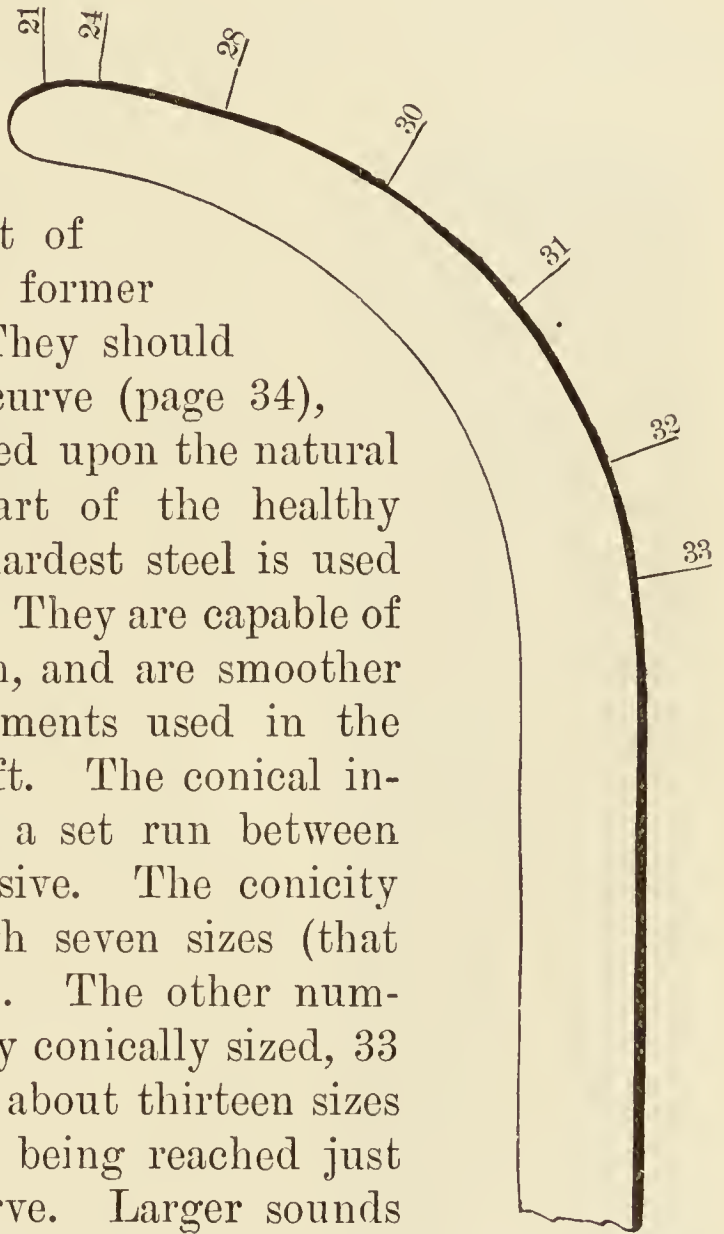 21
24
28
30
31
32
33
t of
former
They should
curve (page 34),
ed upon the natural
art of the healthy
ardest steel is used
They are capable of
, and are smoother
ments used in the
ft. The conical in-
a set run between
sive. The conicity
h seven sizes (that
. The other num-
y conically sized, 33
about thirteen sizes
being reached just
rve. Larger sounds